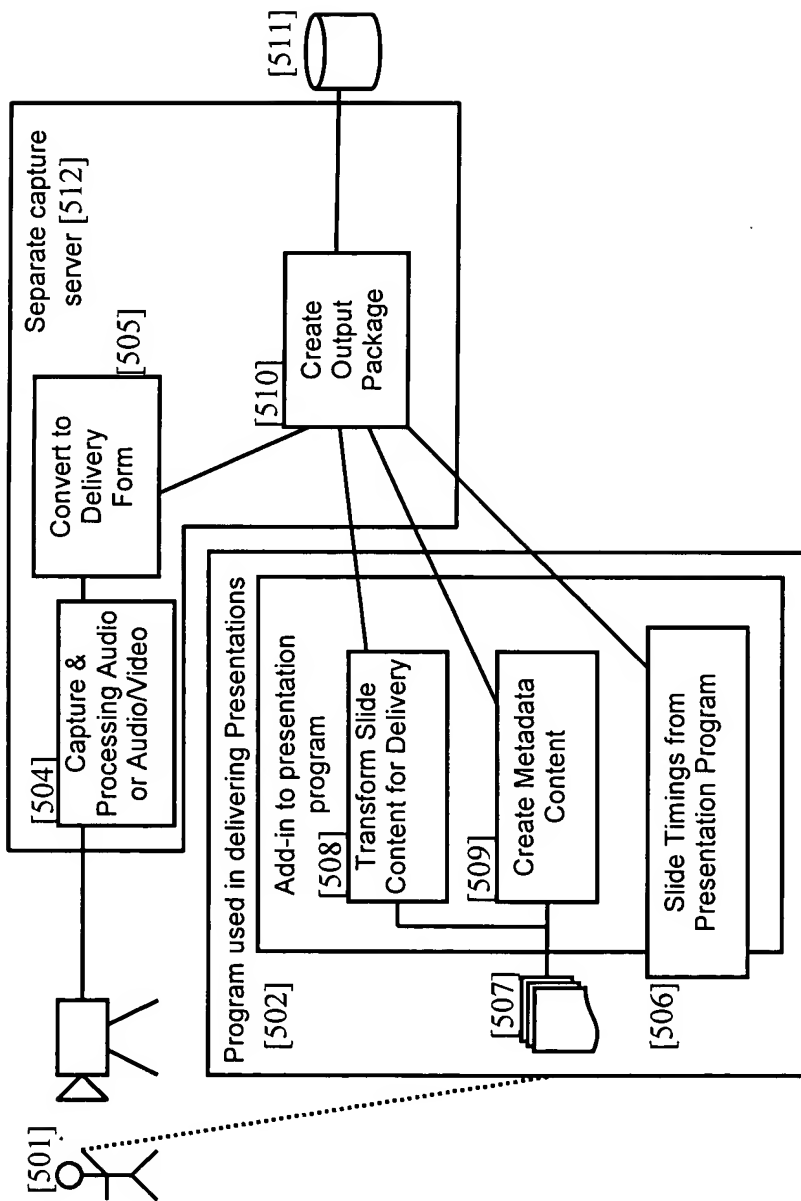 [501]
[504]
Capture &
Processing Audio
or Audio/Video
Convert to
Delivery
Form
[505]
Separate capture
server [512]
[511]
[510]
Create
Output
Package
Program used in delivering Presentations
[502]
Add-in to presentation
program
[508]
Transform Slide
Content for Delivery
[507]
[509]
Create Metadata
Content
[506]
Slide Timings from
Presentation Program